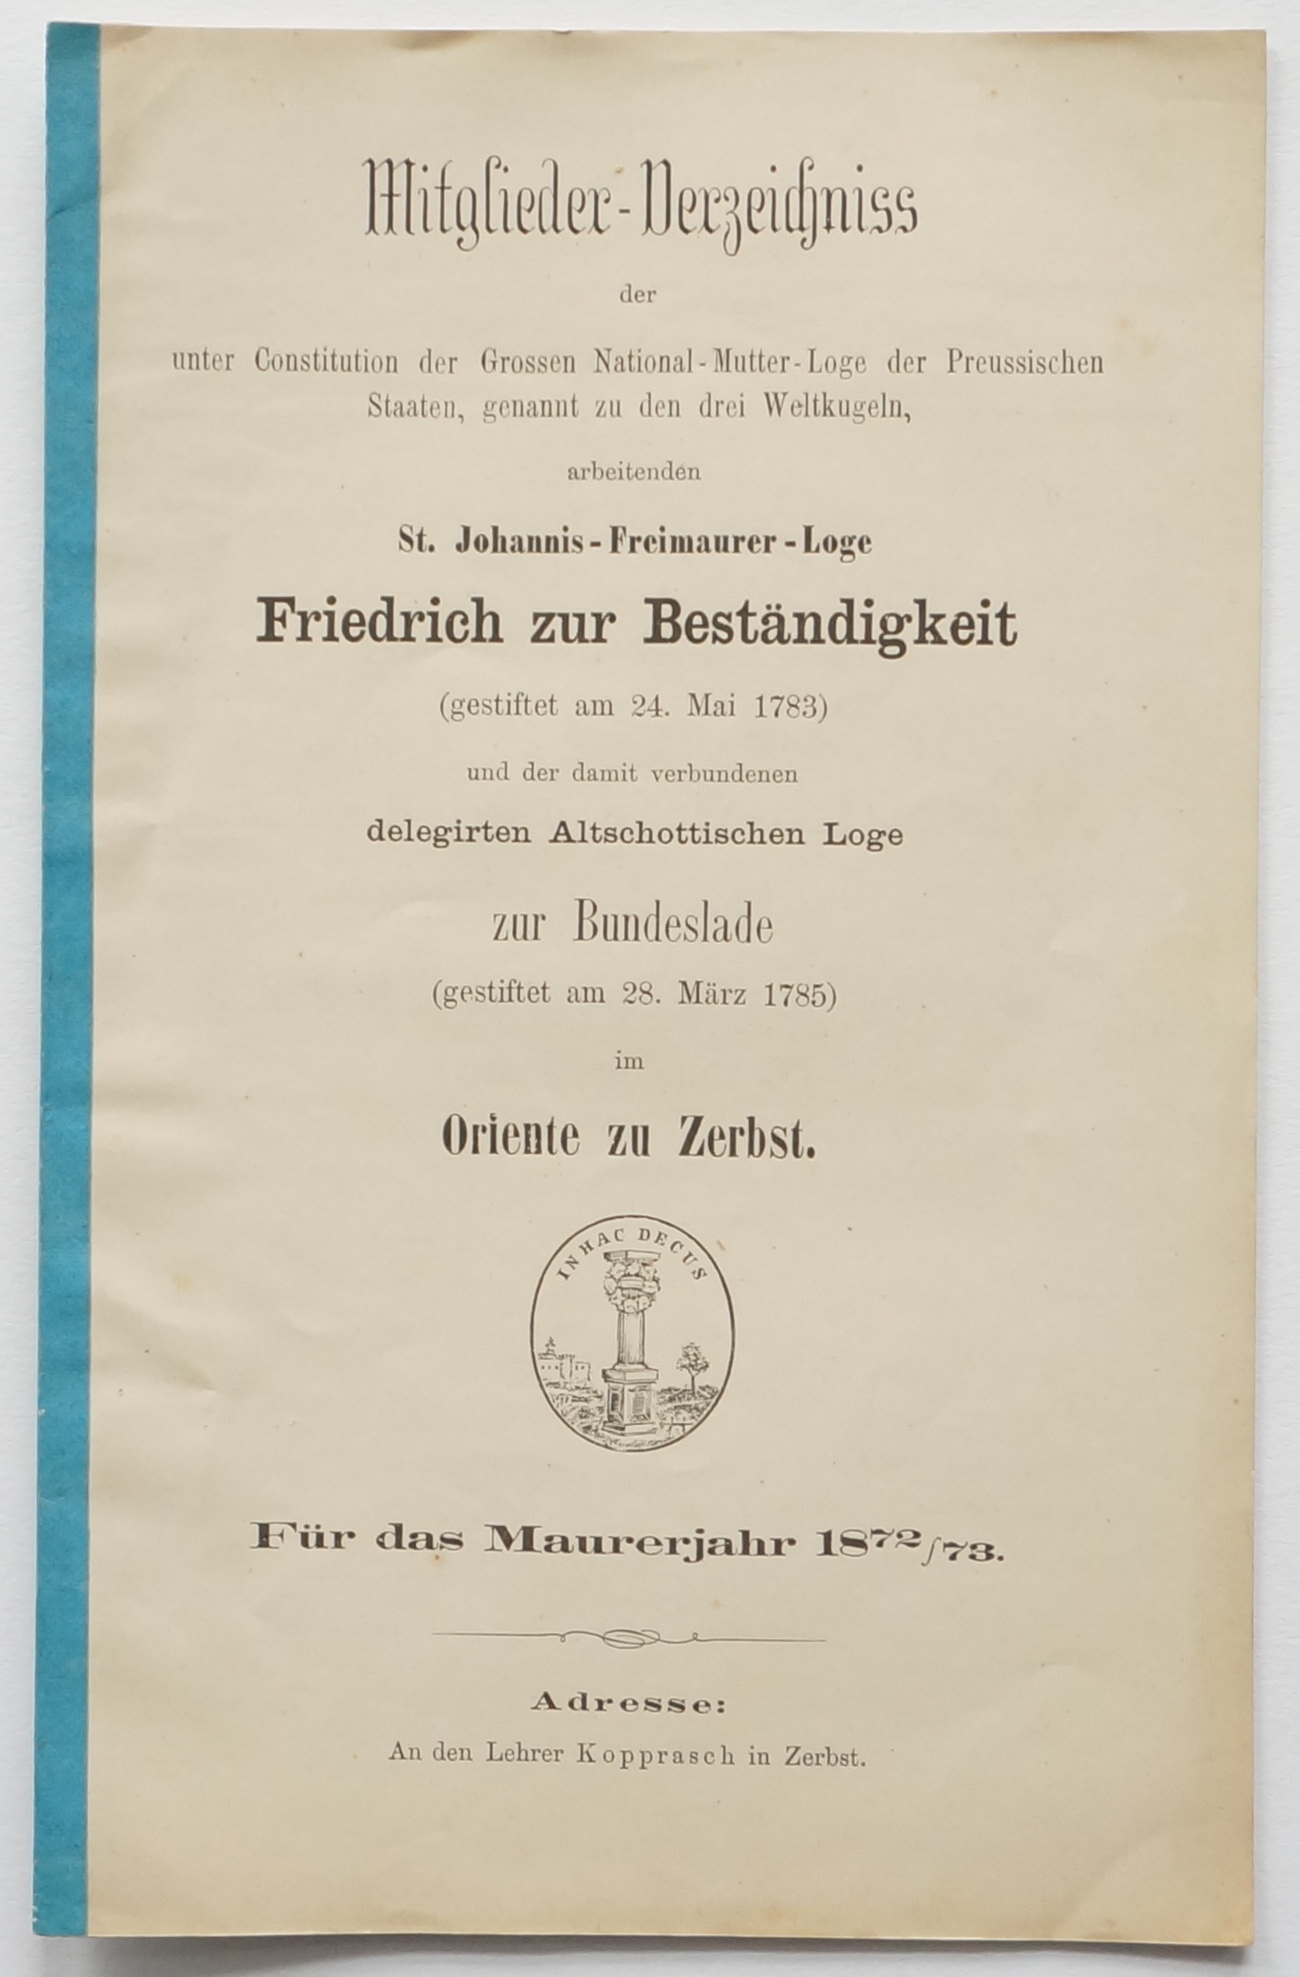 Mitglieder-Verzeichniss
der
unter Constitution der Grossen National-Mutter-Loge der Preussischen
Staaten, genannt zu den drei Weltkugeln,
arbeitenden
St. Johannis-Freimaurer-Loge
Friedrich zur Beständigkeit
(gestiftet am 24. Mai 1783)
und der damit verbundenen
delegirten Altschottischen Loge
zur Bundeslade
(gestiftet am 28. März 1785)
im
Oriente zu Zerbst.
IN HAC DECUS
Für das Maurerjahr 1872/73.
Adresse:
An den Lehrer Kopprasch in Zerbst.